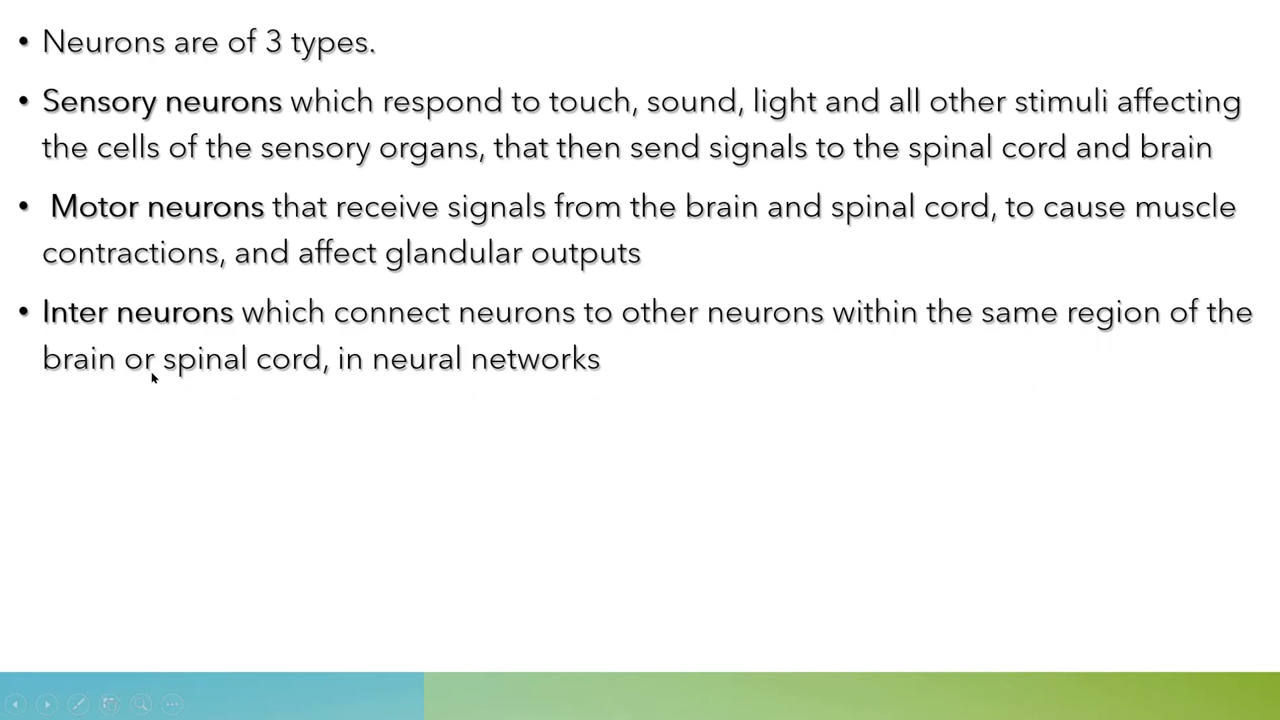 • Neurons are of 3 types.
• Sensory neurons which respond to touch, sound, light and all other stimuli affecting
the cells of the sensory organs, that then send signals to the spinal cord and brain
• Motor neurons that receive signals from the brain and spinal cord, to cause muscle
contractions, and affect glandular outputs
• Inter neurons which connect neurons to other neurons within the same region of the
brain or spinal cord, in neural networks